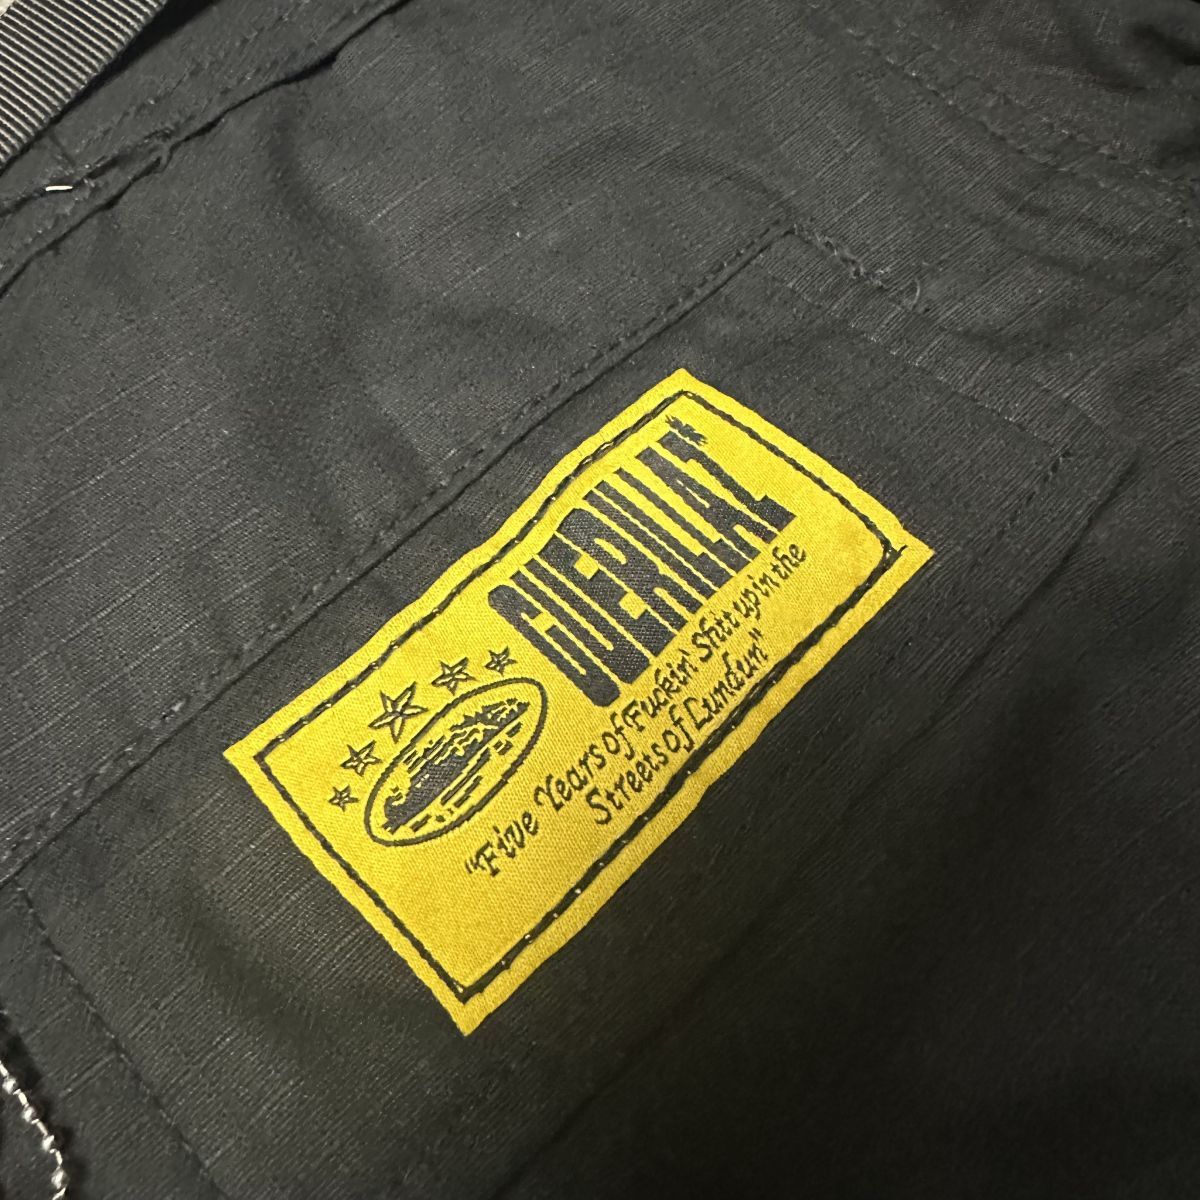 GUERILLAZ*
"Five Years of Fuckin' Shit up in the
Streets of Lundun"